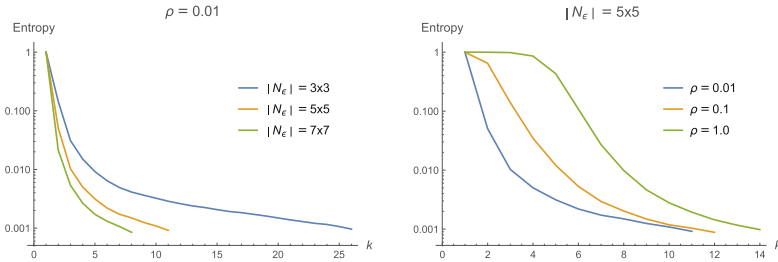 ρ = 0.01
Entropy
1
0.100
0.010
0.001
0 5 10 15 20 25 k
| Nϵ | = 3x3
| Nϵ | = 5x5
| Nϵ | = 7x7
| Nϵ | = 5x5
Entropy
1
0.100
0.010
0.001
0 2 4 6 8 10 12 14 k
ρ = 0.01
ρ = 0.1
ρ = 1.0